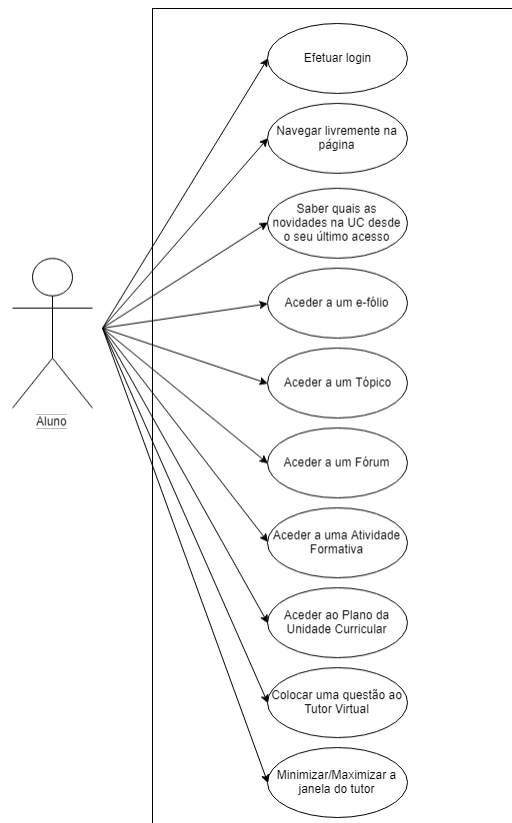 Efetuar login
Navegar livremente na
página
Saber quais as
novidades na UC desde
o seu último acesso
Aceder a um e-fólio
Aceder a um Tópico
Aluno
Aceder a um Fórum
Aceder a uma Atividade
Formativa
Aceder ao Plano da
Unidade Curricular
Colocar uma questão ao
Tutor Virtual
Minimizar/Maximizar a
janela do tutor